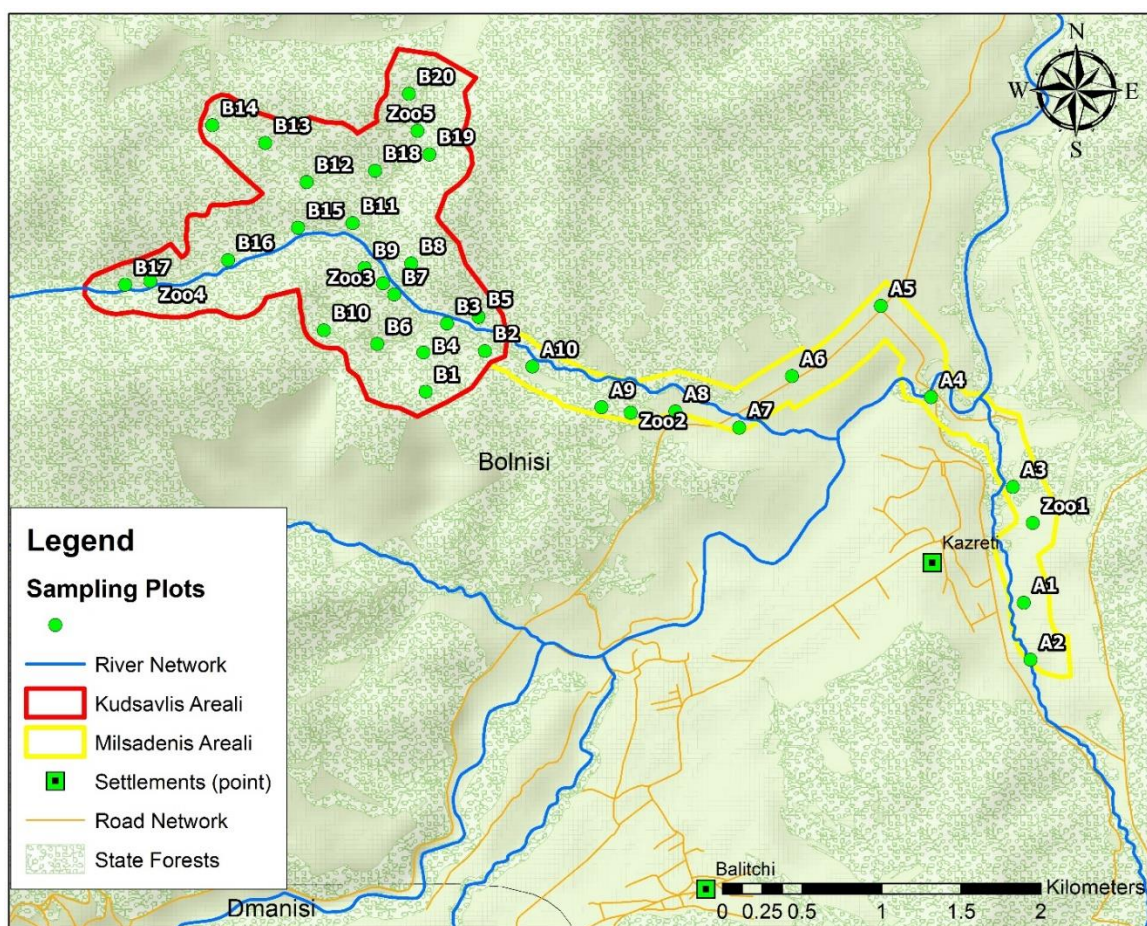 N
W E
S
B20
Zoo5
B14
B13
B19
B18
B12
B11
B15
B16
B9
B8
B17
Zoo3
B7
Zoo4
B10
B3
B5
B6
B2
B4
B1
A10
A5
A6
A9
A8
A4
Zoo2
A7
A3
Zoo1
A1
A2
Bolnisi
Kazreti
Legend
Sampling Plots
River Network
Kudsavlis Areali
Milsadenis Areali
Settlements (point)
Road Network
State Forests
Balitchi
Dmanisi
Kilometers
0 0.25 0.5 1 1.5 2